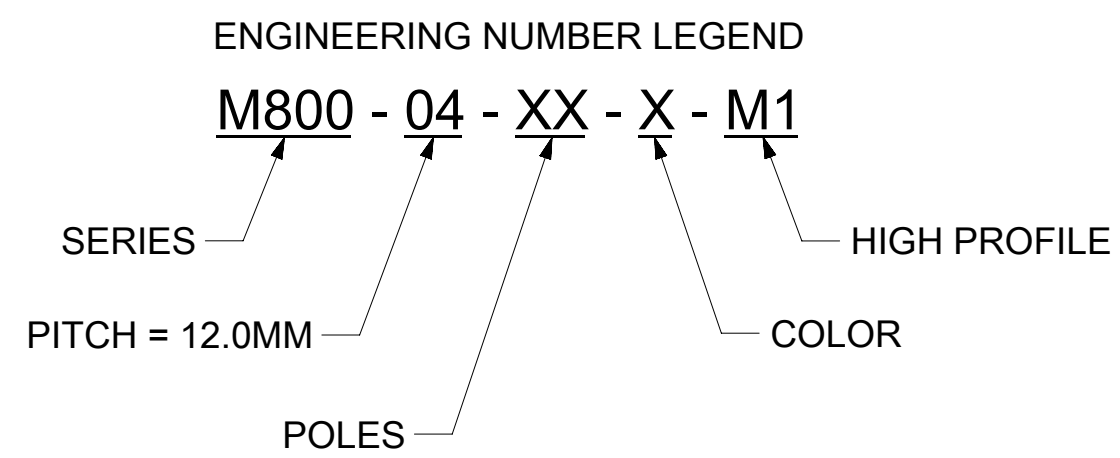 ENGINEERING NUMBER LEGEND
M800 - 04 - XX - X - M1
SERIES
HIGH PROFILE
PITCH = 12.0MM
COLOR
POLES